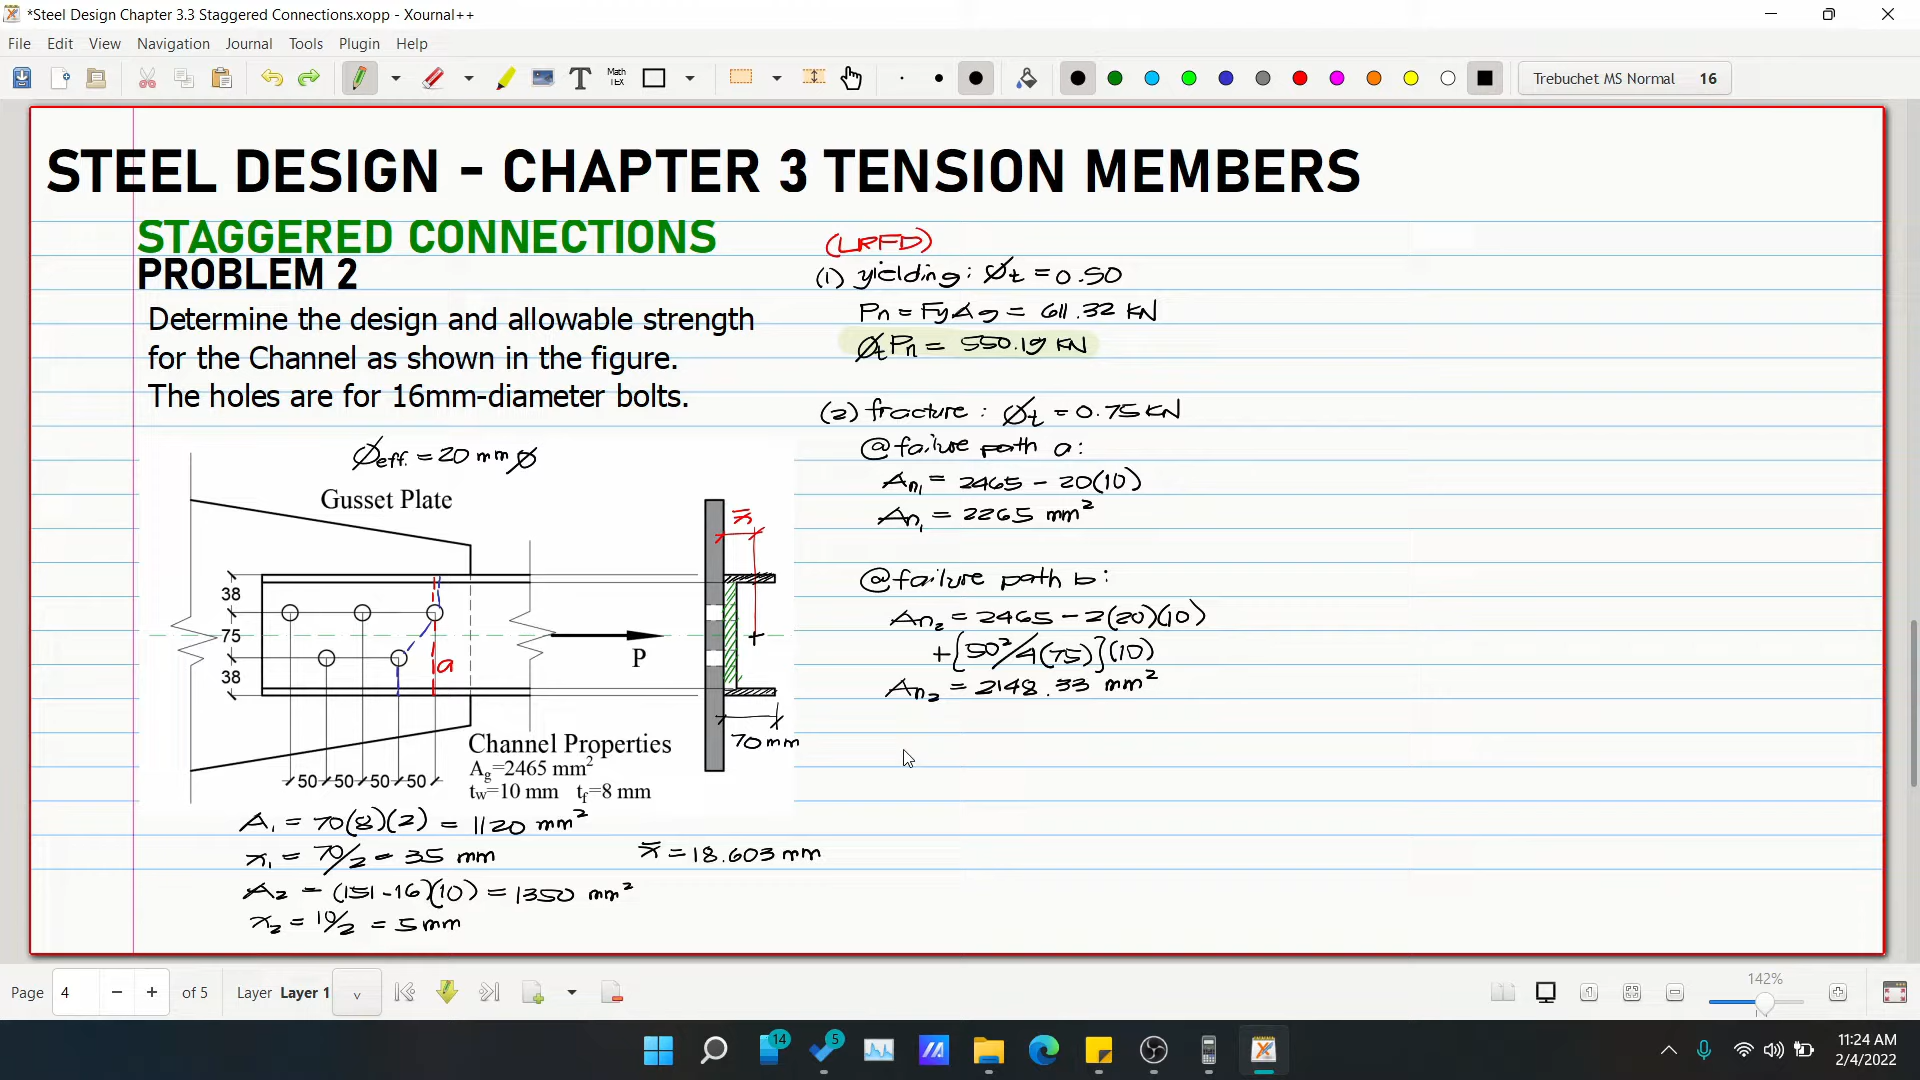 *Steel Design Chapter 3.3 Staggered Connections.xopp - Xournal++
File Edit View Navigation Journal Tools Plugin Help
Math TEX
Trebuchet MS Normal 16
STEEL DESIGN - CHAPTER 3 TENSION MEMBERS
STAGGERED CONNECTIONS
PROBLEM 2
Determine the design and allowable strength
for the Channel as shown in the figure.
The holes are for 16mm-diameter bolts.
Øeff. = 20 mm Ø
Gusset Plate
x̄
38
75
38
a
P
70 mm
50 50 50 50
Channel Properties
Ag=2465 mm²
tw=10 mm tf=8 mm
A₁ = 70(8)(2) = 1120 mm²
x₁ = 70/2 = 35 mm
x̄ = 18.603 mm
A₂ = (151-16)(10) = 1350 mm²
x₂ = 10/2 = 5 mm
(LRFD)
(1) yielding: Øt = 0.90
Pn = FyAg = 611.32 KN
ØtPn = 550.19 KN
(2) fracture : Øt = 0.75 KN
@failure path a:
An₁ = 2465 - 20(10)
An₁ = 2265 mm²
@failure path b:
An₂ = 2465 - 2(20)(10)
+[50²/4(75)](10)
An₂ = 2148.33 mm²
Page 4 of 5 Layer Layer 1
142%
14
5
11:24 AM
2/4/2022